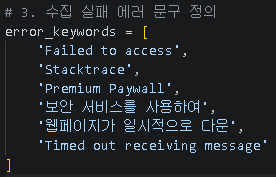 # 3. 수집 실패 에러 문구 정의
error_keywords = [
    'Failed to access',
    'Stacktrace',
    'Premium Paywall',
    '보안 서비스를 사용하여',
    '웹페이지가 일시적으로 다운',
    'Timed out receiving message'
]